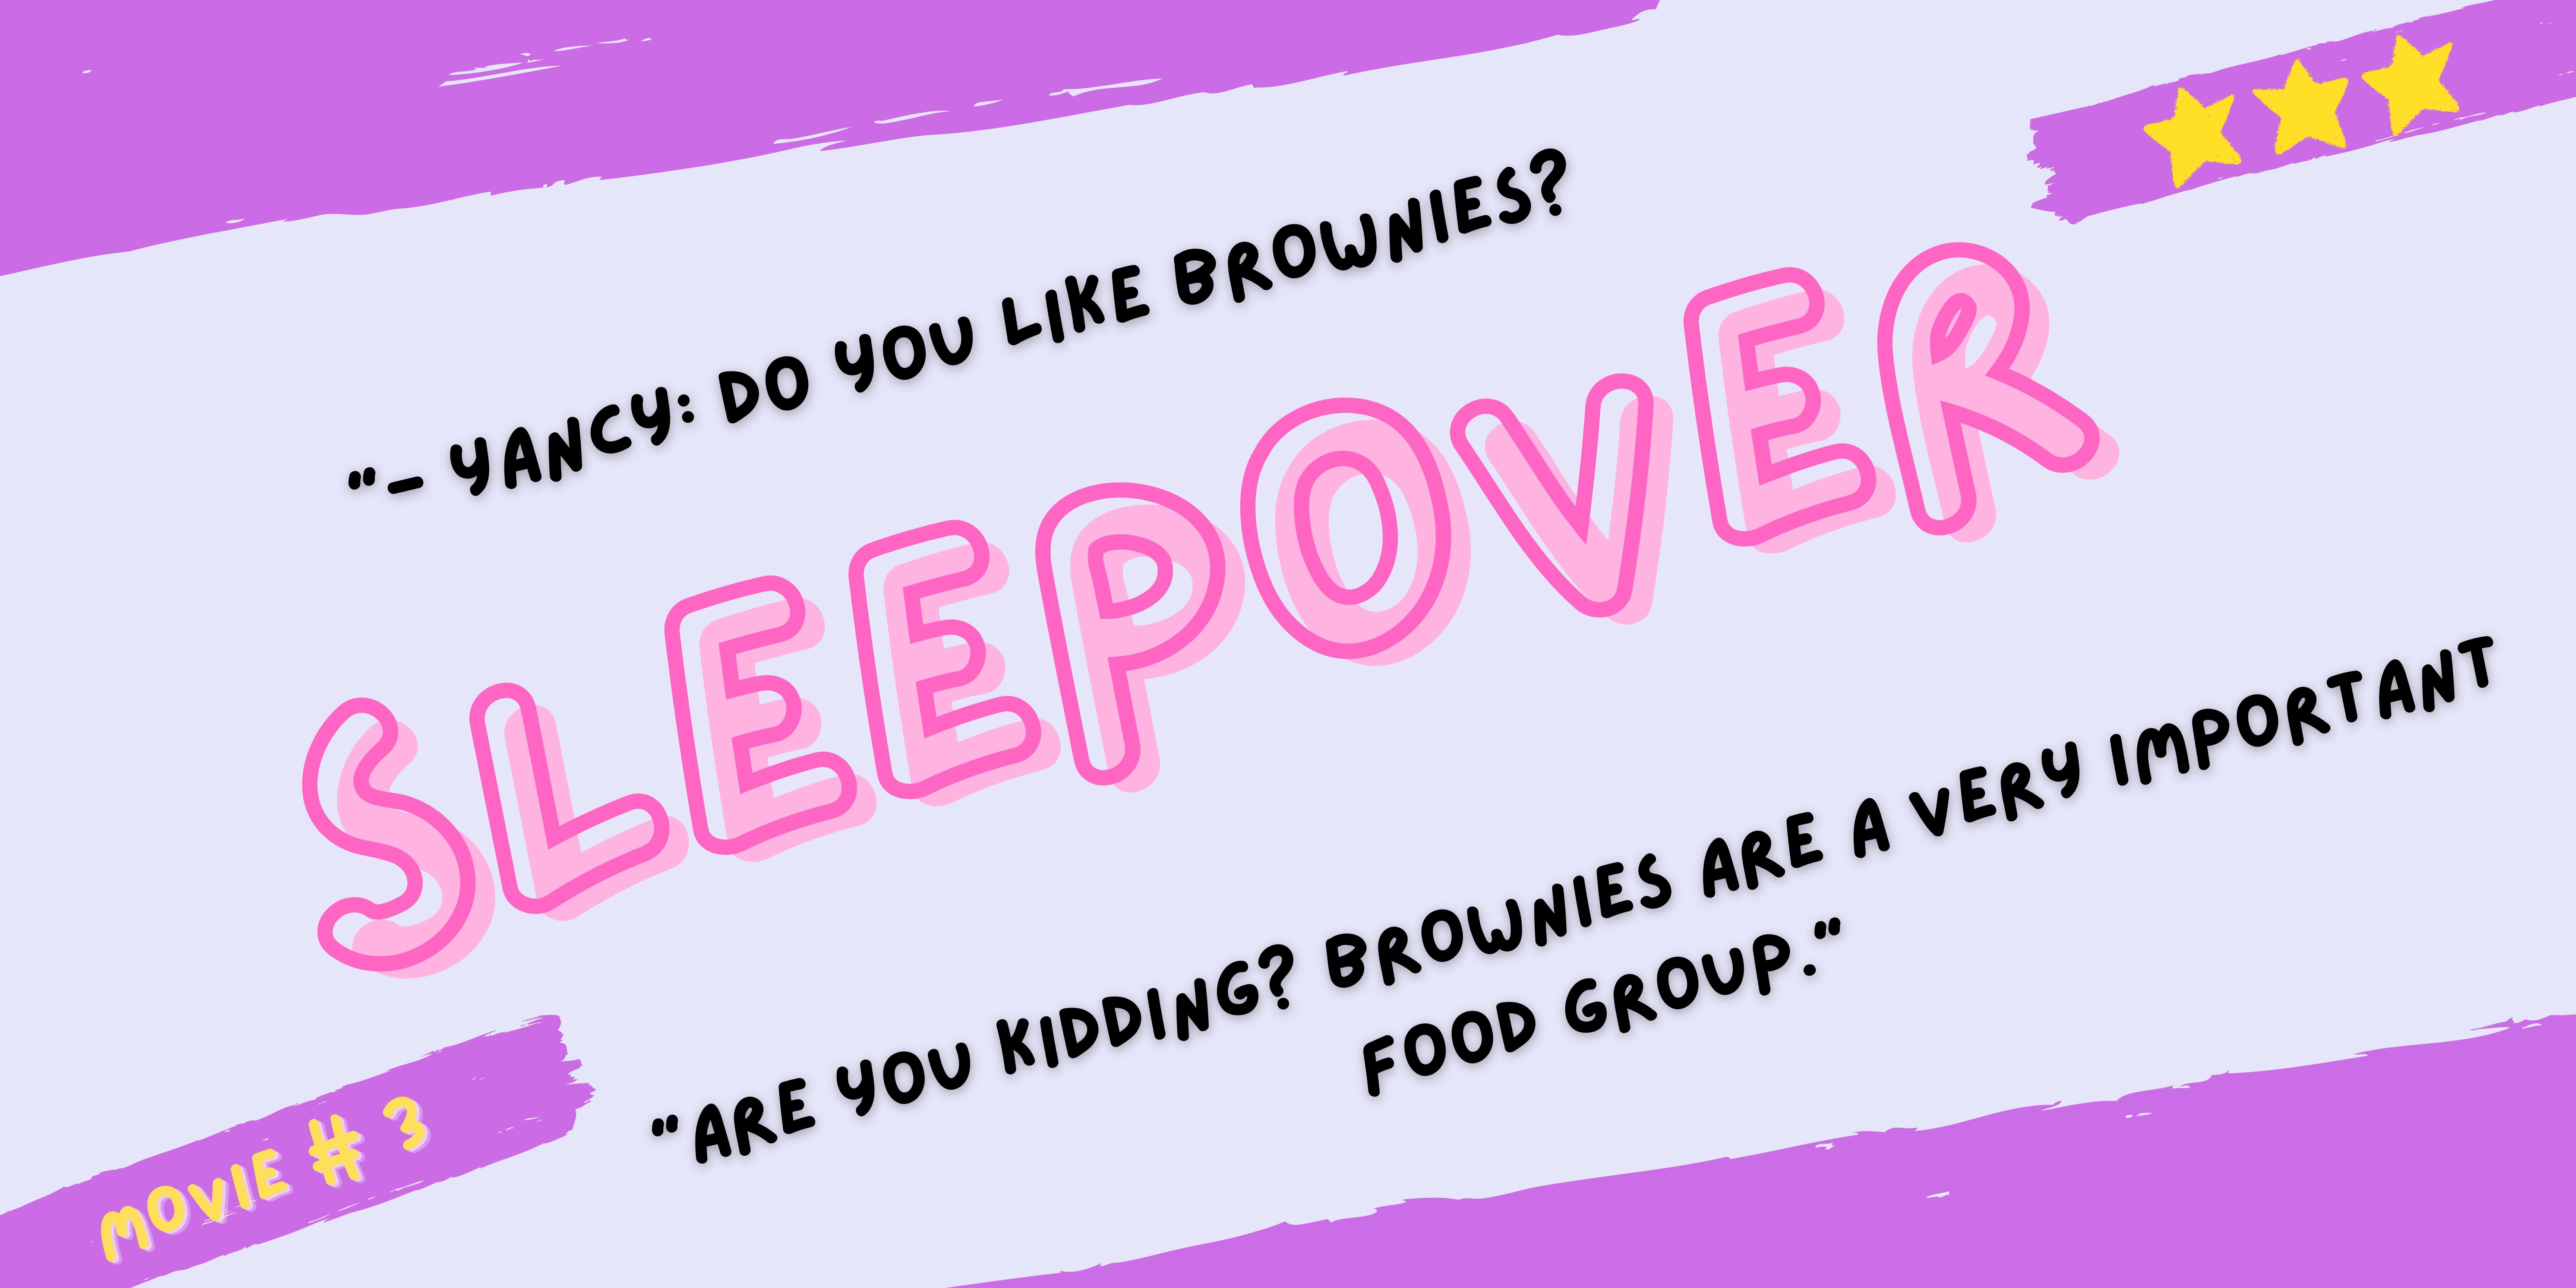 "- YANCY: DO YOU LIKE BROWNIES?
SLEEPOVER
"ARE YOU KIDDING? BROWNIES ARE A VERY IMPORTANT
FOOD GROUP."
MOVIE # 3